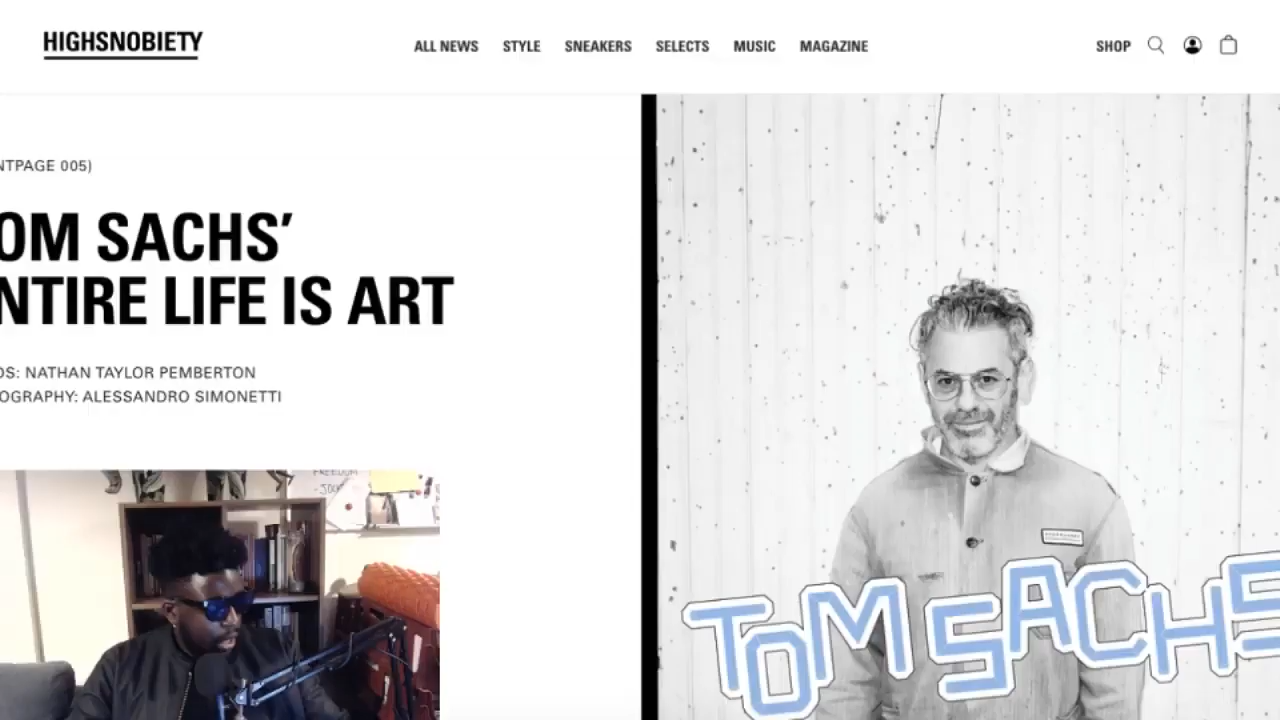 HIGHSNOBIETY
ALL NEWS STYLE SNEAKERS SELECTS MUSIC MAGAZINE
SHOP
NTPAGE 005)
OM SACHS’
NTIRE LIFE IS ART
DS: NATHAN TAYLOR PEMBERTON
OGRAPHY: ALESSANDRO SIMONETTI
FREEDOM
TOM SACHS